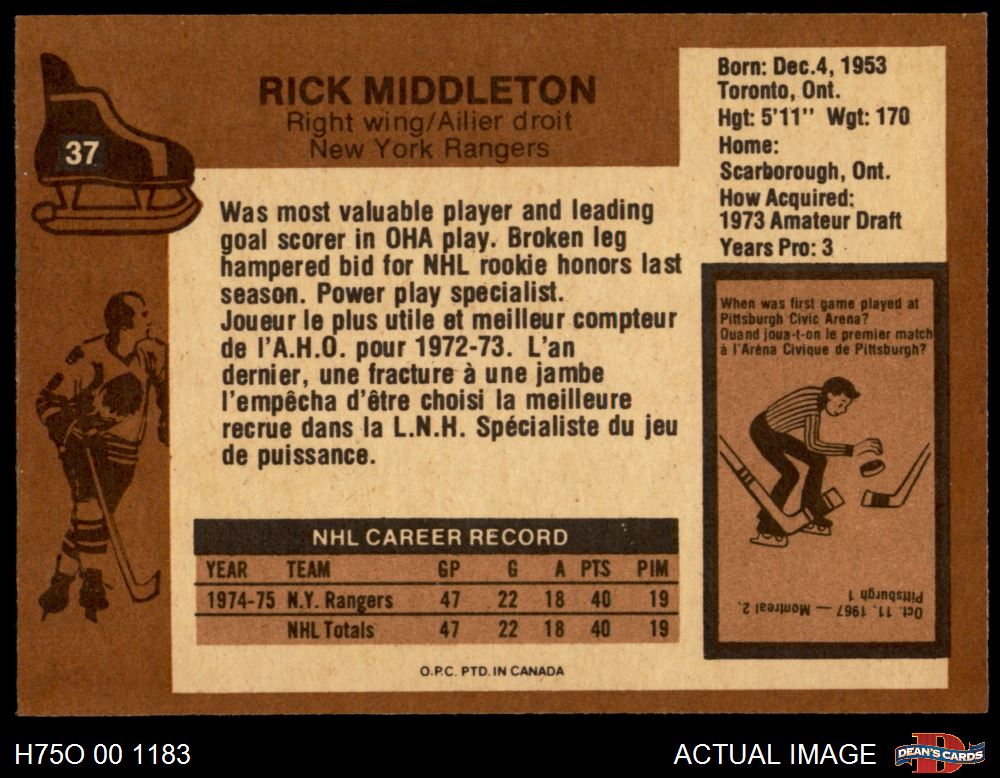 37
RICK MIDDLETON
Right wing/Ailier droit
New York Rangers
Born: Dec.4, 1953
Toronto, Ont.
Hgt: 5'11" Wgt: 170
Home:
Scarborough, Ont.
How Acquired:
1973 Amateur Draft
Years Pro: 3
Was most valuable player and leading
goal scorer in OHA play. Broken leg
hampered bid for NHL rookie honors last
season. Power play specialist.
Joueur le plus utile et meilleur compteur
de l'A.H.O. pour 1972-73. L'an
dernier, une fracture à une jambe
l'empêcha d'être choisi la meilleure
recrue dans la L.N.H. Spécialiste du jeu
de puissance.
When was first game played at
Pittsburgh Civic Arena?
Quand joua-t-on le premier match
à l'Aréna Civique de Pittsburgh?
Oct. 11, 1967 — Montreal 2,
Pittsburgh 1
NHL CAREER RECORD
YEAR TEAM GP G A PTS PIM
1974-75 N.Y. Rangers 47 22 18 40 19
NHL Totals 47 22 18 40 19
O.P.C. PTD. IN CANADA
H75O 00 1183
ACTUAL IMAGE
DEAN'S CARDS